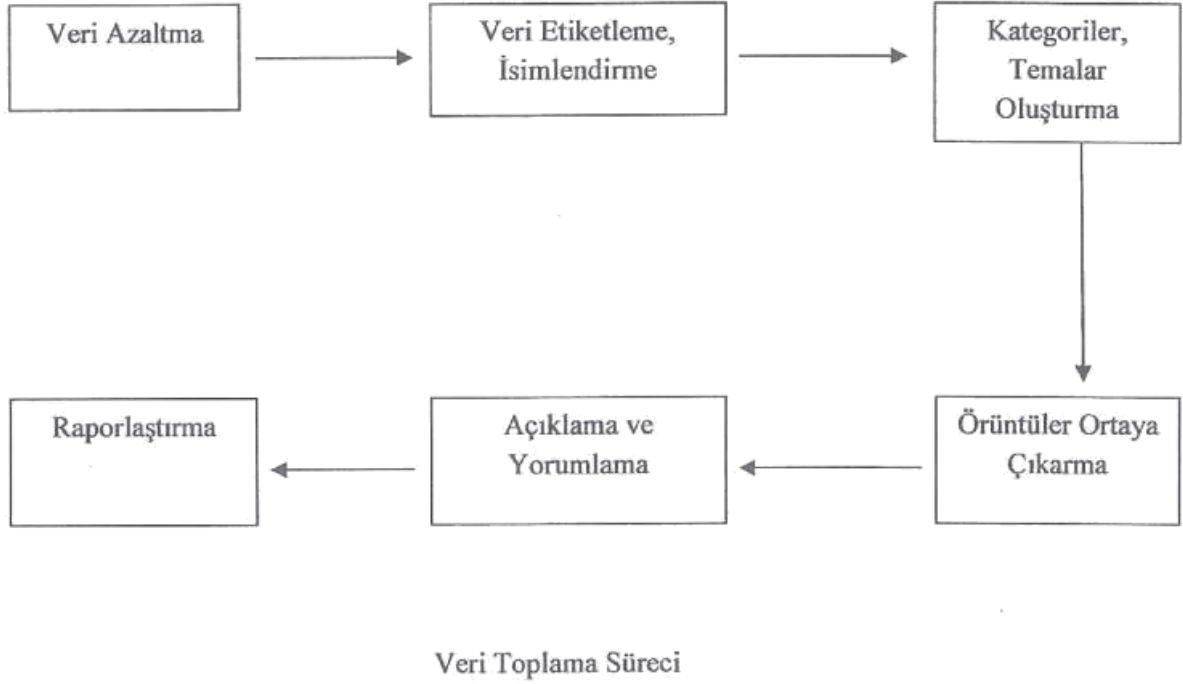 Veri Azaltma
Veri Etiketleme,
İsimlendirme
Kategoriler,
Temalar
Oluşturma
Örüntüler Ortaya
Çıkarma
Açıklama ve
Yorumlama
Raporlaştırma
Veri Toplama Süreci